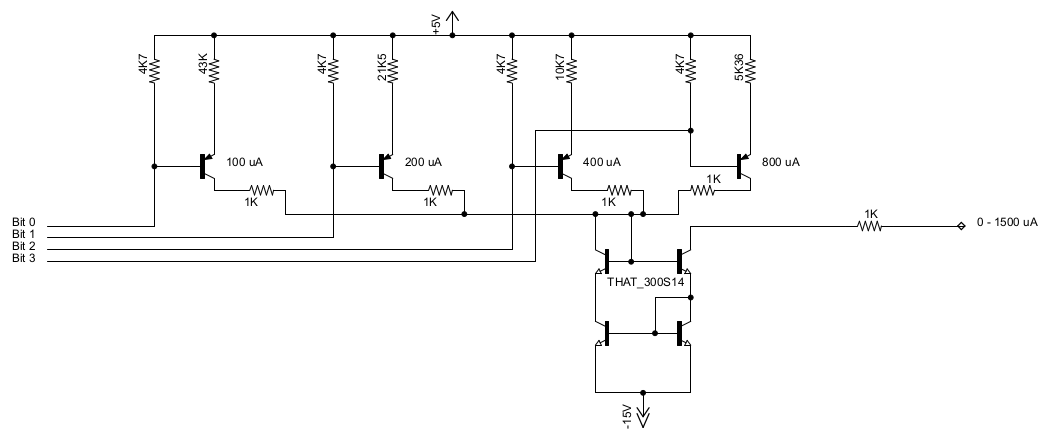 +5V
4K7
43K
4K7
21K5
4K7
10K7
4K7
5K36
100 uA
200 uA
400 uA
800 uA
1K
1K
1K
1K
Bit 0
Bit 1
Bit 2
Bit 3
1K
0 - 1500 uA
THAT_300S14
-15V